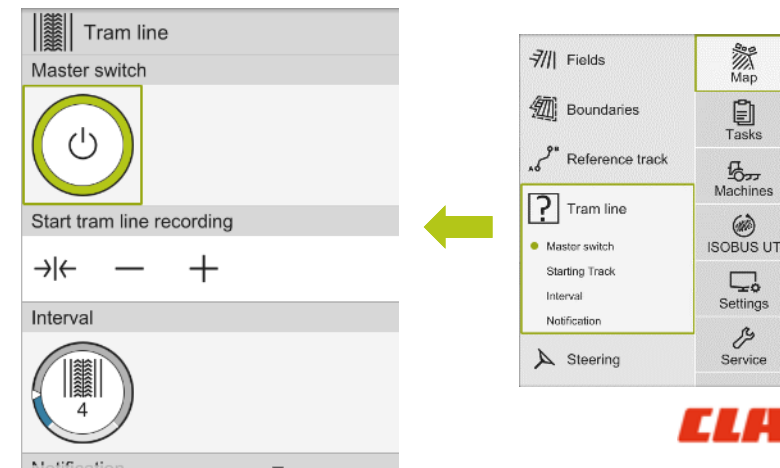 Tram line
Master switch
Start tram line recording
Interval
4
Fields
Boundaries
Reference track
Tram line
Master switch
Starting Track
Interval
Notification
Steering
Map
Tasks
Machines
ISOBUS UT
Settings
Service